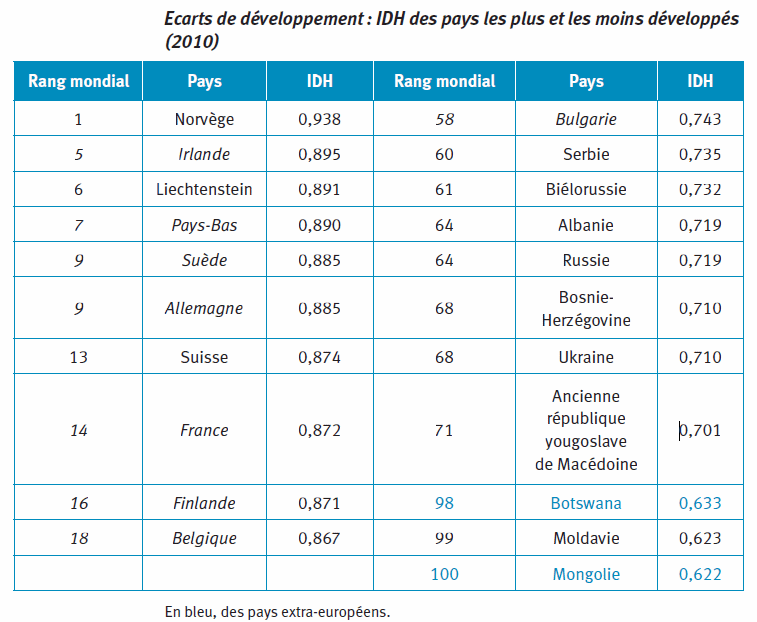 Ecarts de développement : IDH des pays les plus et les moins développés
(2010)
Rang mondial Pays IDH Rang mondial Pays IDH
1 Norvège 0,938 58 Bulgarie 0,743
5 Irlande 0,895 60 Serbie 0,735
6 Liechtenstein 0,891 61 Biélorussie 0,732
7 Pays-Bas 0,890 64 Albanie 0,719
9 Suède 0,885 64 Russie 0,719
9 Allemagne 0,885 68 Bosnie-
Herzégovine 0,710
13 Suisse 0,874 68 Ukraine 0,710
14 France 0,872 71 Ancienne
république
yougoslave
de Macédoine 0,701
16 Finlande 0,871 98 Botswana 0,633
18 Belgique 0,867 99 Moldavie 0,623
100 Mongolie 0,622
En bleu, des pays extra-européens.